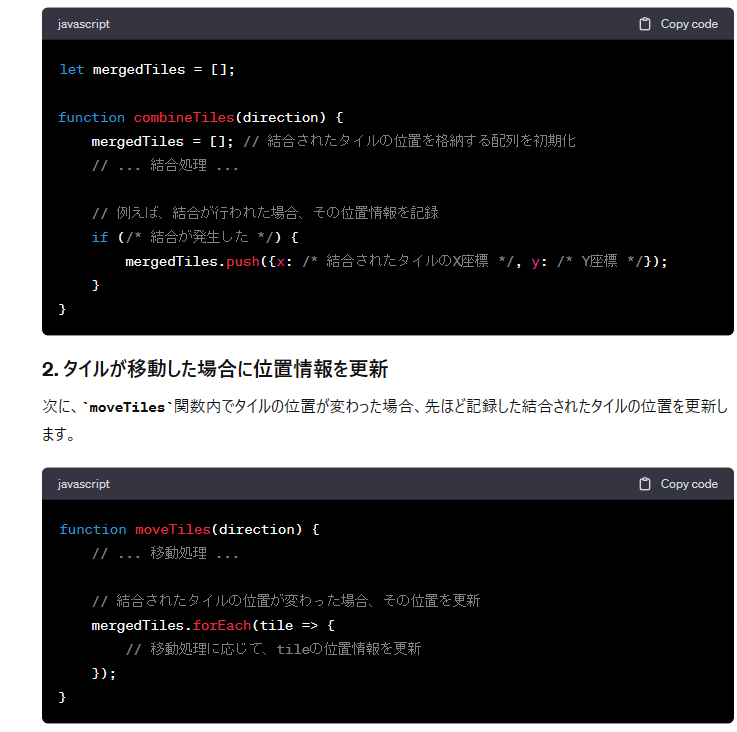 javascript
Copy code
let mergedTiles = [];
function combineTiles(direction) {
mergedTiles = []; // 結合されたタイルの位置を格納する配列を初期化
// ... 結合処理 ...
// 例えば、結合が行われた場合、その位置情報を記録
if (/* 結合が発生した */) {
mergedTiles.push({x: /* 結合されたタイルのX座標 */, y: /* Y座標 */});
}
}
2. タイルが移動した場合に位置情報を更新
次に、`moveTiles`関数内でタイルの位置が変わった場合、先ほど記録した結合されたタイルの位置を更新し
ます。
javascript
Copy code
function moveTiles(direction) {
// ... 移動処理 ...
// 結合されたタイルの位置が変わった場合、その位置を更新
mergedTiles.forEach(tile => {
// 移動処理に応じて、tileの位置情報を更新
});
}